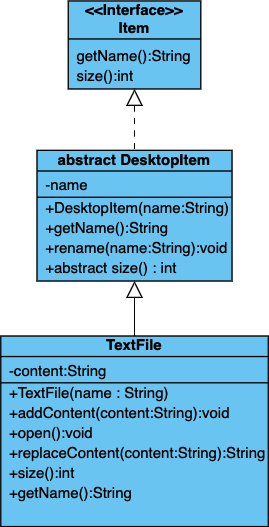 <<Interface>>
Item
getName():String
size():int
abstract DesktopItem
-name
+DesktopItem(name:String)
+getName():String
+rename(name:String):void
+abstract size() : int
TextFile
-content:String
+TextFile(name : String)
+addContent(content:String):void
+open():void
+replaceContent(content:String):String
+size():int
+getName():String